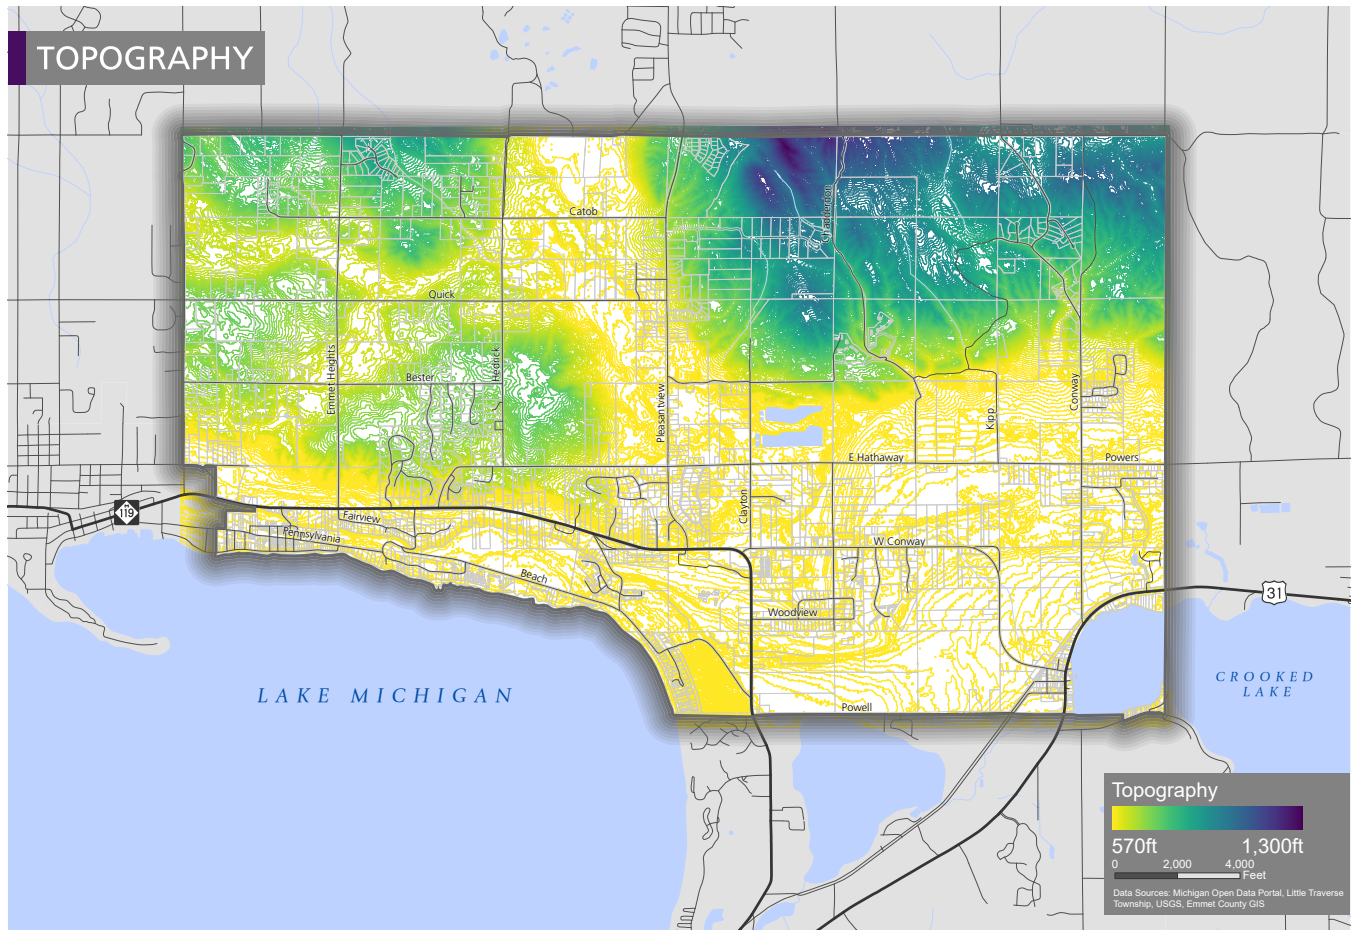 TOPOGRAPHY
Catob
Chadderdon
Quick
Emmet Heights
Hedrick
Bester
Pleasantview
Conway
Kipp
E Hathaway
Powers
119
Clayton
Fairview
Pennsylvania
W Conway
Beach
Woodview
31
LAKE MICHIGAN
CROOKED
LAKE
Powell
Topography
570ft 1,300ft
0 2,000 4,000
Feet
Data Sources: Michigan Open Data Portal, Little Traverse
Township, USGS, Emmet County GIS